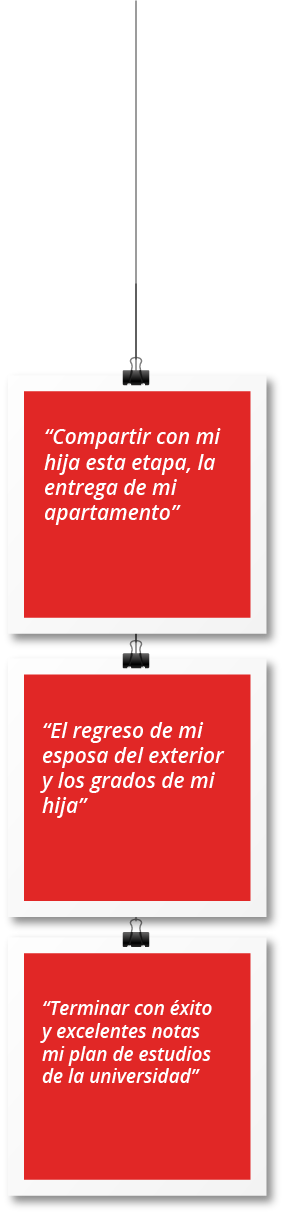 “Compartir con mi
hija esta etapa, la
entrega de mi
apartamento”
“El regreso de mi
esposa del exterior
y los grados de mi
hija”
“Terminar con éxito
y excelentes notas
mi plan de estudios
de la universidad”